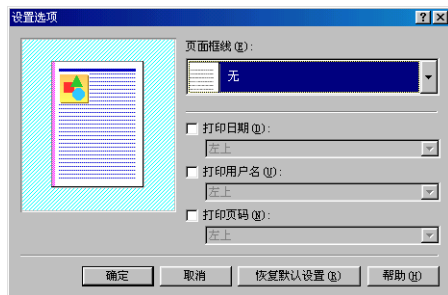 设置选项
页面框线(E):
无
打印日期(D):
左上
打印用户名(U):
左上
打印页码(N):
左上
确定
取消
恢复默认设置(R)
帮助(H)